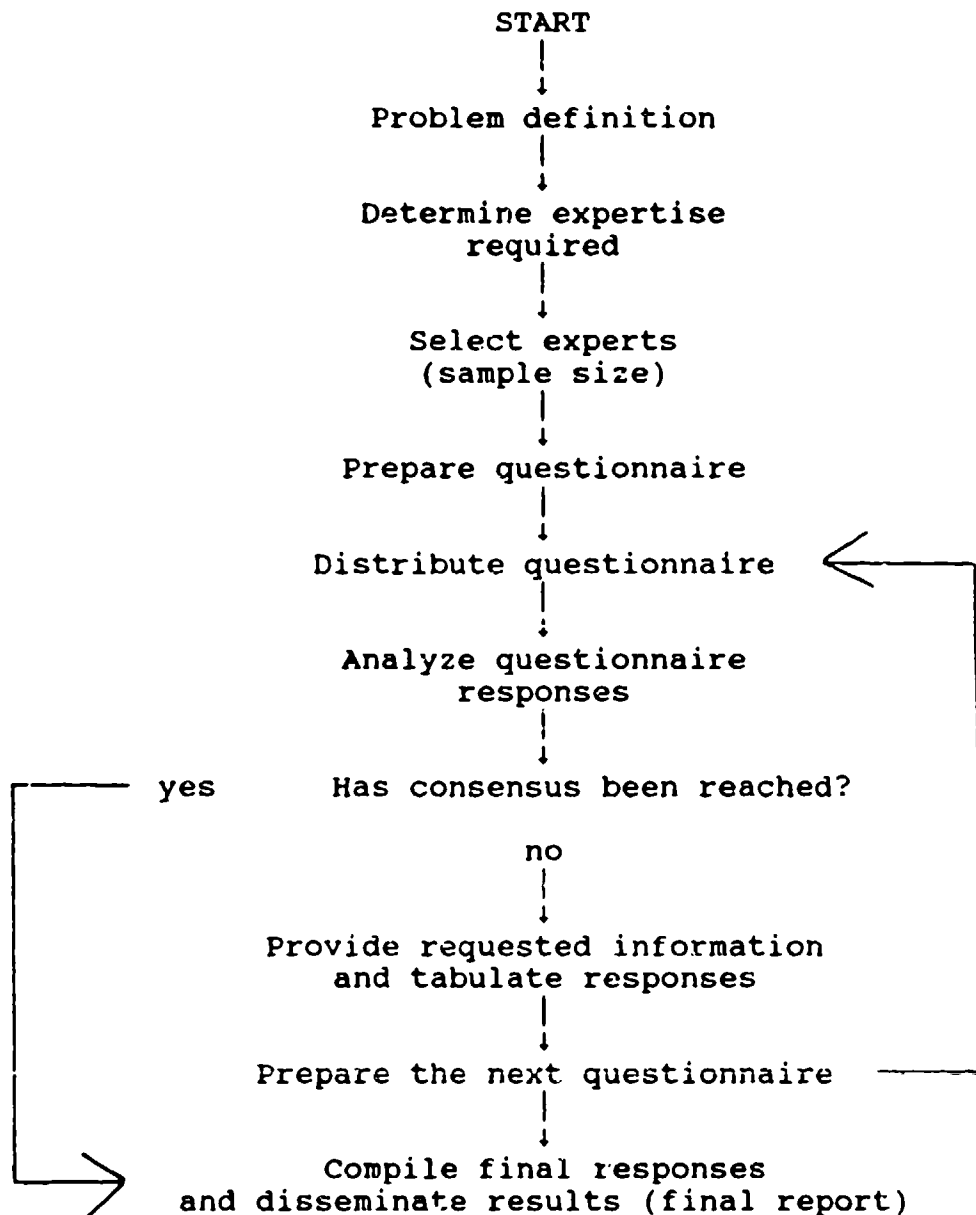 START
Problem definition
Determine expertise
required
Select experts
(sample size)
Prepare questionnaire
Distribute questionnaire
Analyze questionnaire
responses
yes Has consensus been reached?
no
Provide requested information
and tabulate responses
Prepare the next questionnaire
Compile final responses
and disseminate results (final report)